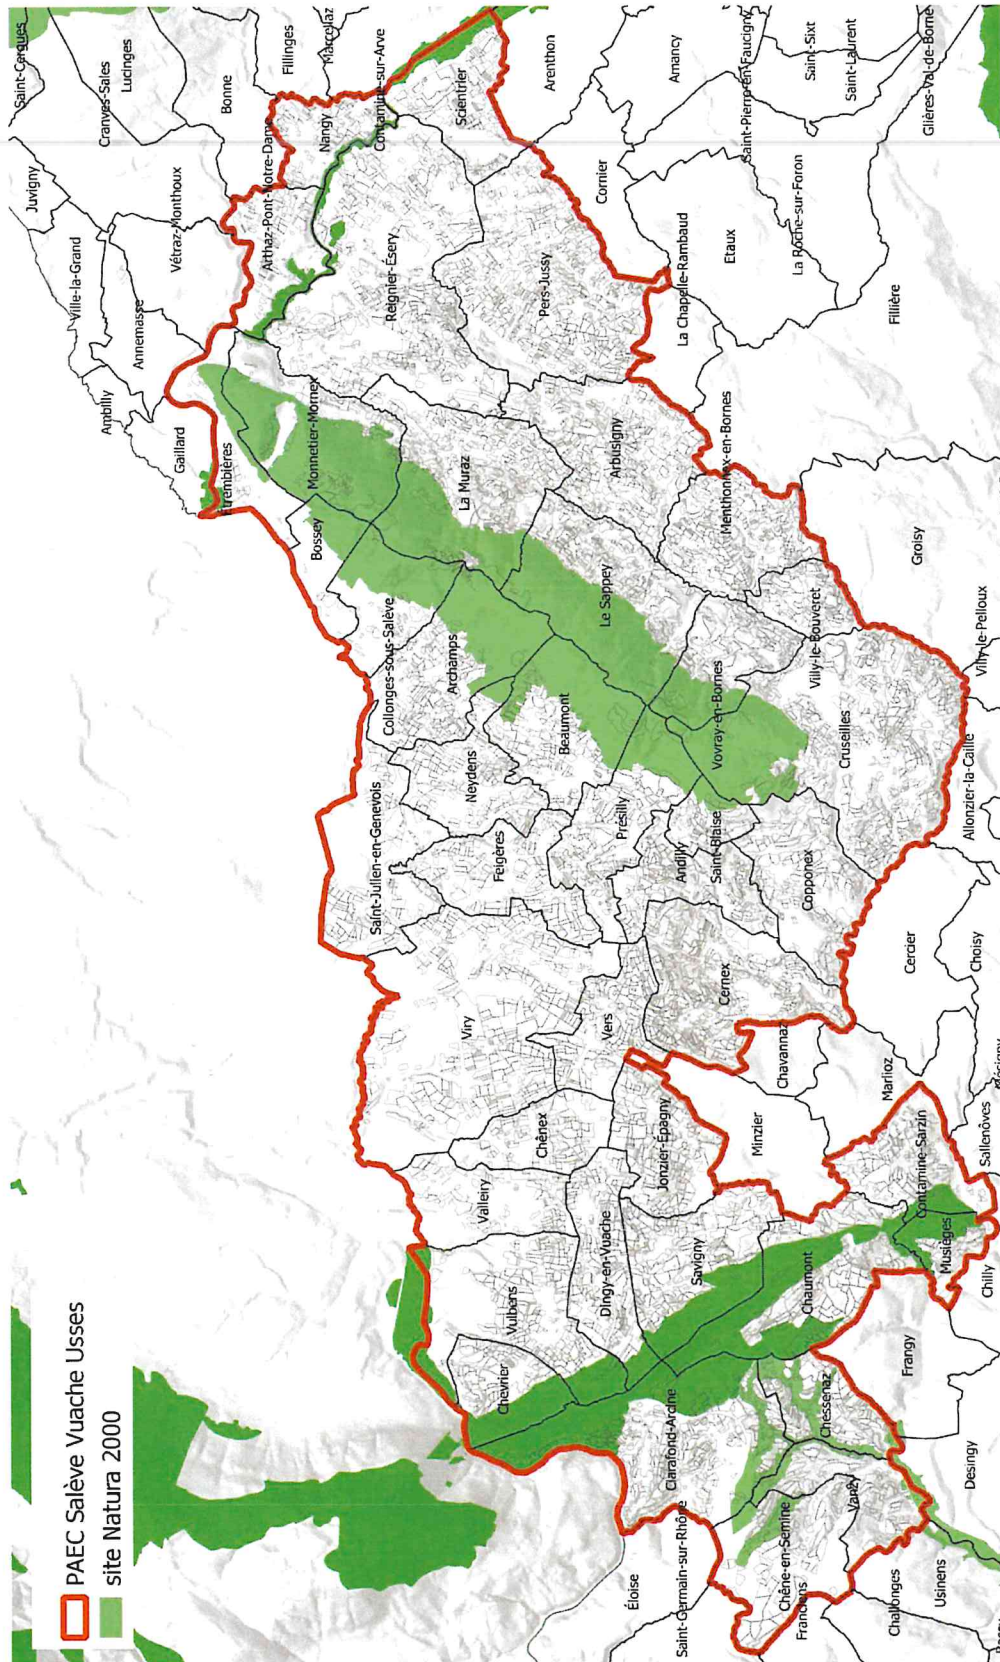 PAEC Salève Vuache Usses
site Natura 2000
Saint-Cergues
Cranves-Sales
Lucinges
Juvigny
Ville-la-Grand
Ambilly
Annemasse
Vétraz-Monthoux
Bonne
Fillinges
Marcellaz
Gaillard
Étrembières
Arthaz-Pont-Notre-Dame
Nangy
Contamine-sur-Arve
Scientrier
Arenthon
Monnetier-Mornex
Reignier-Ésery
Bossey
La Muraz
Pers-Jussy
Cornier
Amancy
Saint-Pierre-en-Faucigny
Saint-Sixt
Saint-Laurent
Glières-Val-de-Borne
Collonges-sous-Salève
Archamps
Le Sappey
Arbusigny
La Chapelle-Rambaud
Etaux
La Roche-sur-Foron
Fillière
Saint-Julien-en-Genevois
Neydens
Beaumont
Feigères
Présilly
Vovray-en-Bornes
Menthonnex-en-Bornes
Villy-le-Bouveret
Groisy
Villy-le-Pelloux
Viry
Vers
Andilly
Saint-Blaise
Cruseilles
Copponex
Cernex
Allonzier-la-Caille
Cercier
Choisy
Valleiry
Chênex
Jonzier-Épagny
Minzier
Chavannaz
Marlioz
Vulbens
Dingy-en-Vuache
Savigny
Contamine-Sarzin
Sallenôves
Chevrier
Chaumont
Musièges
Chilly
Clarafond-Arcine
Chessenaz
Frangy
Éloise
Saint-Germain-sur-Rhône
Chêne-en-Semine
Vanzy
Franclens
Challonges
Usinens
Desingy